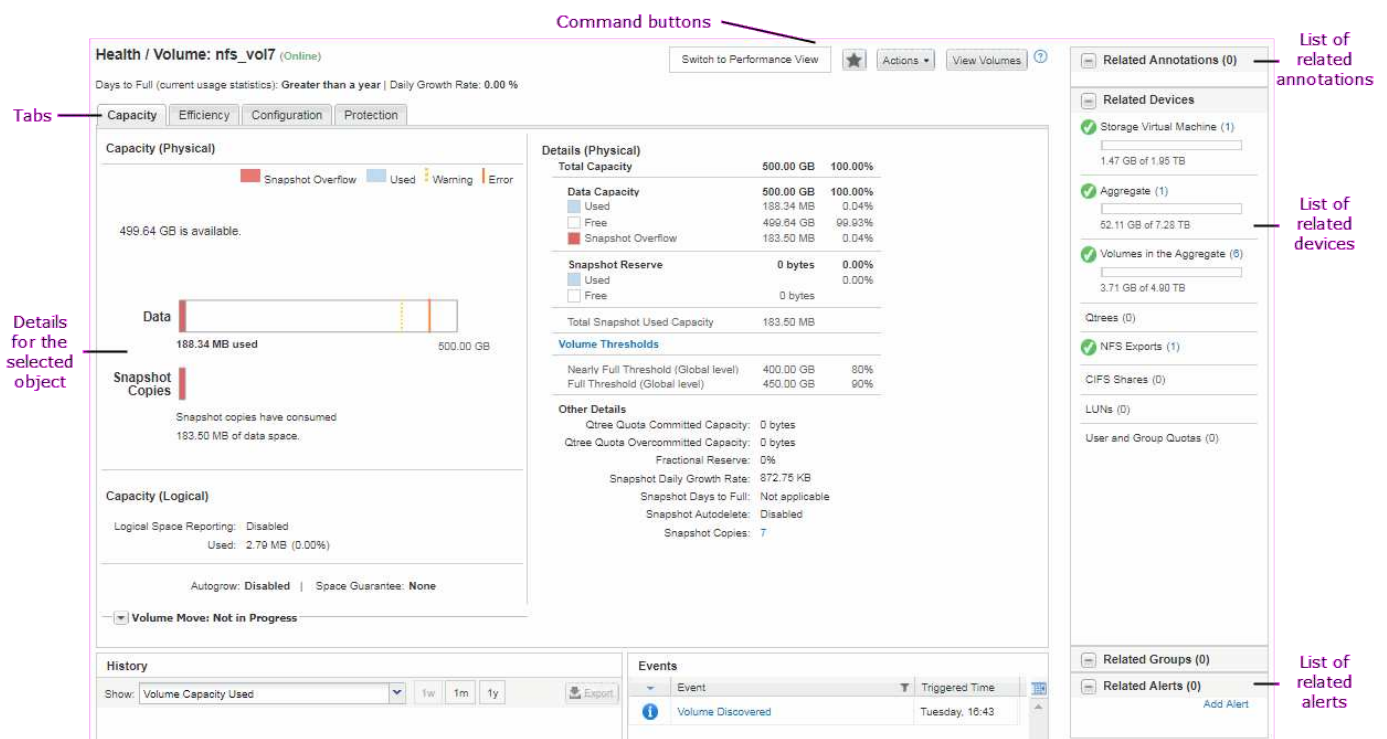 Command buttons
Health / Volume: nfs_vol7 (Online)
Switch to Performance View
Actions
View Volumes
?
Days to Full (current usage statistics): Greater than a year | Daily Growth Rate: 0.00 %
Tabs
Capacity
Efficiency
Configuration
Protection
Capacity (Physical)
Snapshot Overflow
Used
Warning
Error
499.64 GB is available.
Details
for the
selected
object
Data
188.34 MB used
500.00 GB
Snapshot
Copies
Snapshot copies have consumed
183.50 MB of data space.
Capacity (Logical)
Logical Space Reporting: Disabled
Used: 2.79 MB (0.00%)
Autogrow: Disabled | Space Guarantee: None
Volume Move: Not in Progress
Details (Physical)
Total Capacity 500.00 GB 100.00%
Data Capacity 500.00 GB 100.00%
Used 188.34 MB 0.04%
Free 499.64 GB 99.93%
Snapshot Overflow 183.50 MB 0.04%
Snapshot Reserve 0 bytes 0.00%
Used 0.00%
Free 0 bytes
Total Snapshot Used Capacity 183.50 MB
Volume Thresholds
Nearly Full Threshold (Global level) 400.00 GB 80%
Full Threshold (Global level) 450.00 GB 90%
Other Details
Qtree Quota Committed Capacity: 0 bytes
Qtree Quota Overcommitted Capacity: 0 bytes
Fractional Reserve: 0%
Snapshot Daily Growth Rate: 872.75 KB
Snapshot Days to Full: Not applicable
Snapshot Autodelete: Disabled
Snapshot Copies: 7
Related Annotations (0)
List of
related
annotations
Related Devices
Storage Virtual Machine (1)
1.47 GB of 1.95 TB
Aggregate (1)
52.11 GB of 7.28 TB
List of
related
devices
Volumes in the Aggregate (6)
3.71 GB of 4.90 TB
Qtrees (0)
NFS Exports (1)
CIFS Shares (0)
LUNs (0)
User and Group Quotas (0)
Related Groups (0)
Related Alerts (0)
Add Alert
List of
related
alerts
History
Show: Volume Capacity Used
1w
1m
1y
Export
Events
Event
Triggered Time
Volume Discovered
Tuesday, 16:43